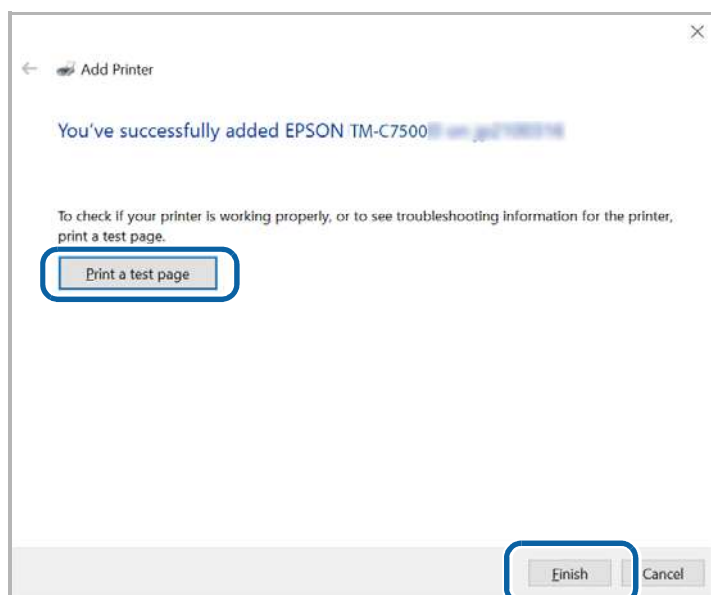 Add Printer
You've successfully added EPSON TM-C7500
To check if your printer is working properly, or to see troubleshooting information for the printer,
print a test page.
Print a test page
Finish Cancel